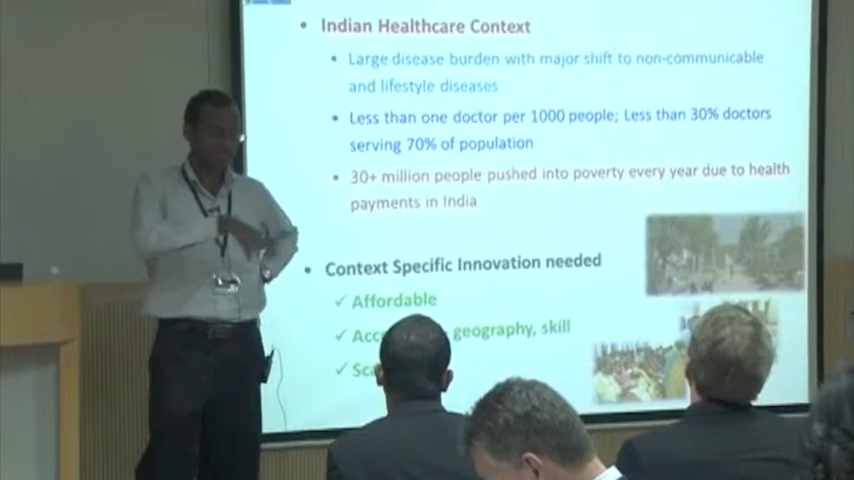 Indian Healthcare Context
Large disease burden with major shift to non-communicable
and lifestyle diseases
Less than one doctor per 1000 people; Less than 30% doctors
serving 70% of population
30+ million people pushed into poverty every year due to health
payments in India
Context Specific Innovation needed
Affordable
geography, skill